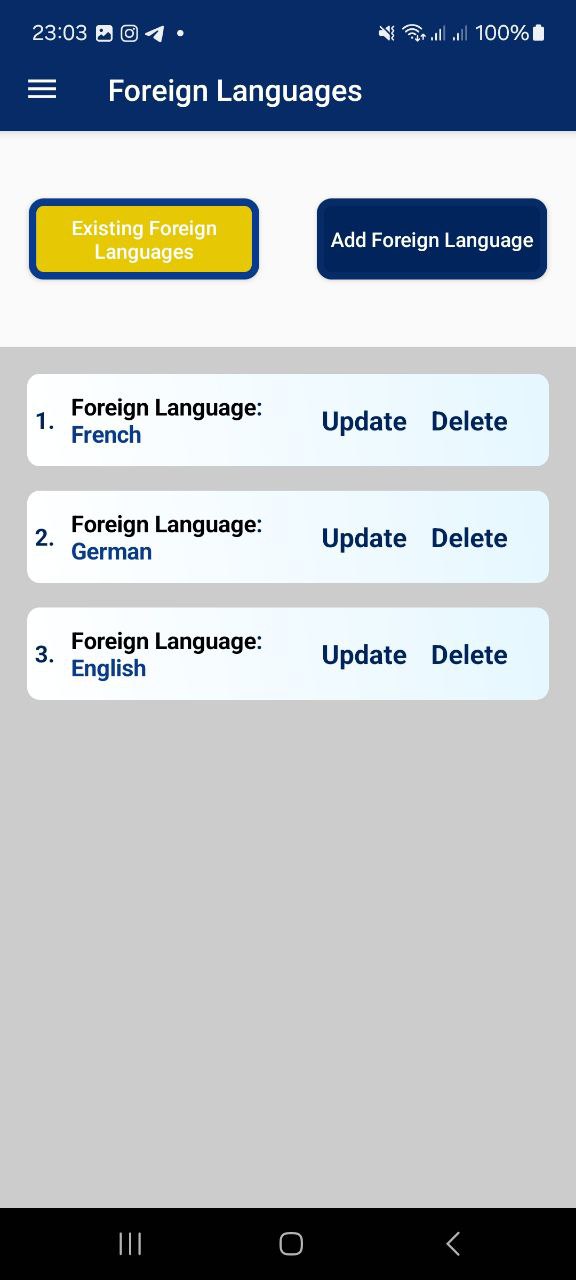 23:03
100%
Foreign Languages
Existing Foreign
Languages
Add Foreign Language
1. Foreign Language:
French
Update Delete
2. Foreign Language:
German
Update Delete
3. Foreign Language:
English
Update Delete